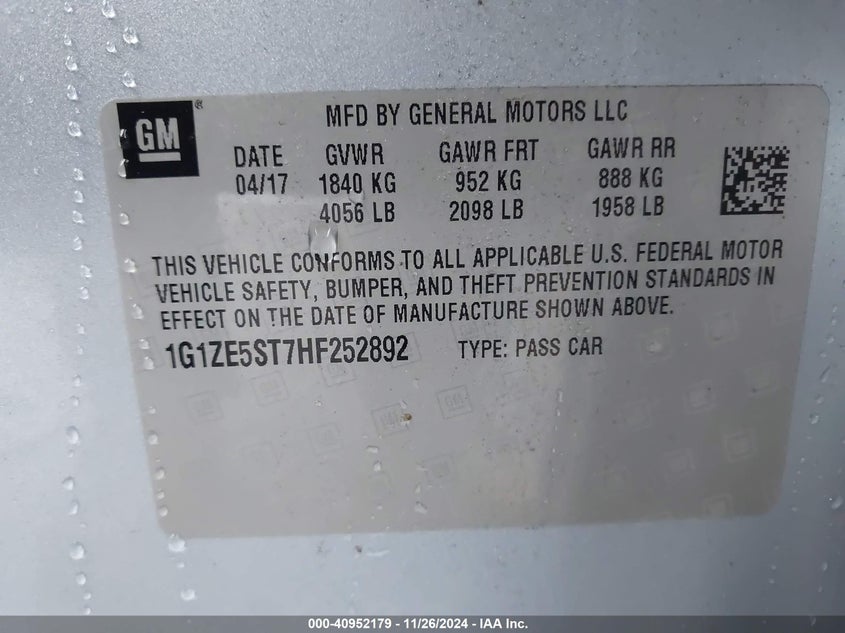 GM®
MFD BY GENERAL MOTORS LLC
DATE GVWR GAWR FRT GAWR RR
04/17 1840 KG 952 KG 888 KG
4056 LB 2098 LB 1958 LB
THIS VEHICLE CONFORMS TO ALL APPLICABLE U.S. FEDERAL MOTOR
VEHICLE SAFETY, BUMPER, AND THEFT PREVENTION STANDARDS IN
EFFECT ON THE DATE OF MANUFACTURE SHOWN ABOVE.
1G1ZE5ST7HF252892 TYPE: PASS CAR
000-40952179 - 11/26/2024 - IAA Inc.